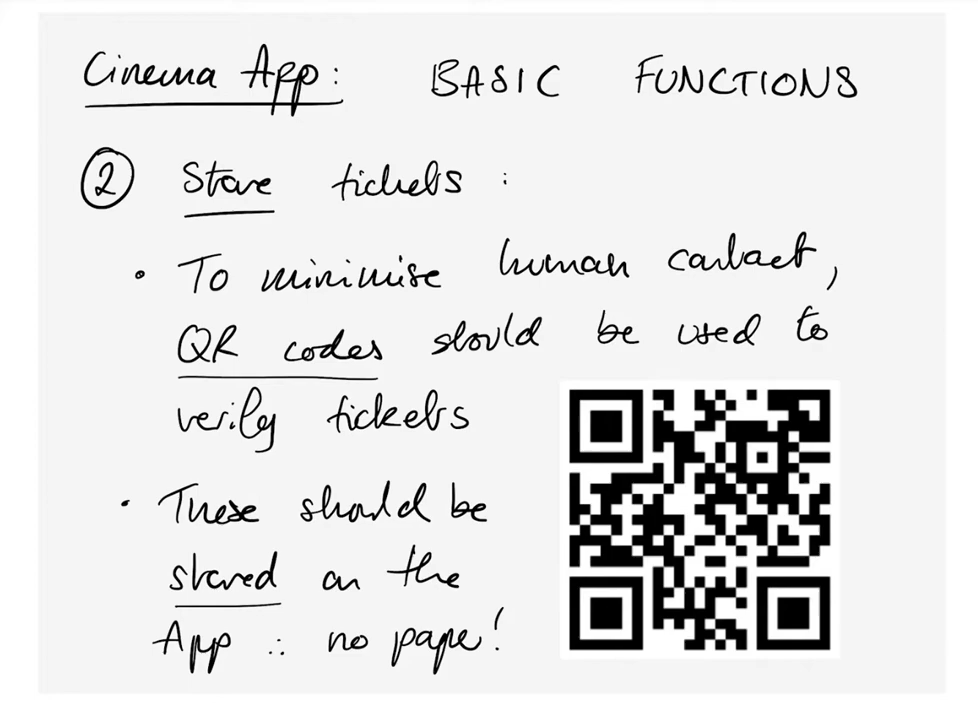 Cinema App: BASIC FUNCTIONS
2 Store tickets:
• To minimise human contact,
QR codes should be used to
verify tickets
• These should be
stored on the
App ∴ no pape!